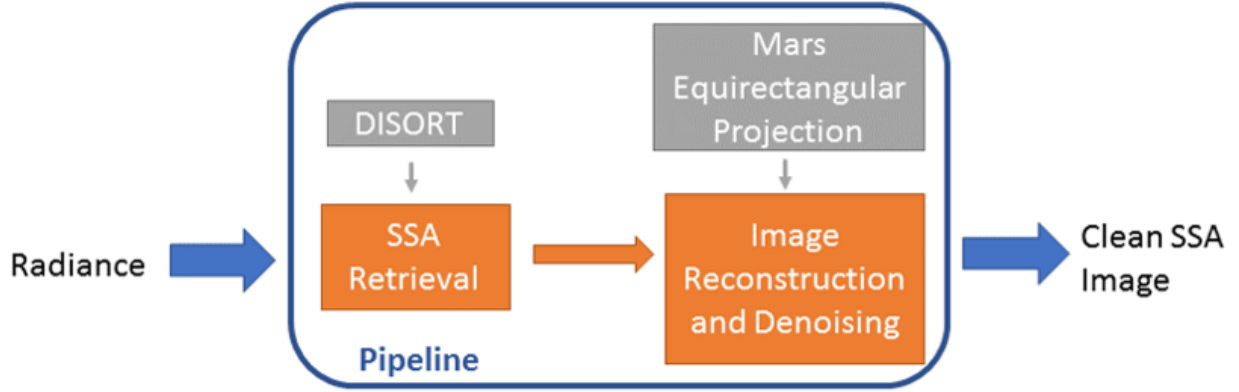 Radiance
DISORT
SSA
Retrieval
Mars
Equirectangular
Projection
Image
Reconstruction
and Denoising
Pipeline
Clean SSA
Image